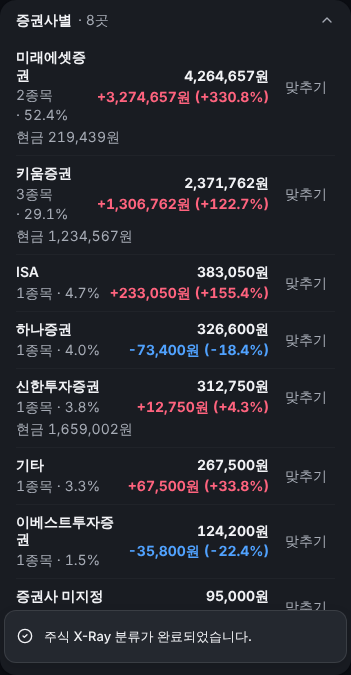 증권사별 · 8곳
미래에셋증
권
4,264,657원
맞추기
2종목
· 52.4%
+3,274,657원 (+330.8%)
현금 219,439원
키움증권
2,371,762원
맞추기
3종목
· 29.1%
+1,306,762원 (+122.7%)
현금 1,234,567원
ISA
383,050원
맞추기
1종목 · 4.7%
+233,050원 (+155.4%)
하나증권
326,600원
맞추기
1종목 · 4.0%
-73,400원 (-18.4%)
신한투자증권
312,750원
맞추기
1종목 · 3.8%
+12,750원 (+4.3%)
현금 1,659,002원
기타
267,500원
맞추기
1종목 · 3.3%
+67,500원 (+33.8%)
이베스트투자증
권
124,200원
맞추기
1종목 · 1.5%
-35,800원 (-22.4%)
증권사 미지정
95,000원
맞추기
주식 X-Ray 분류가 완료되었습니다.